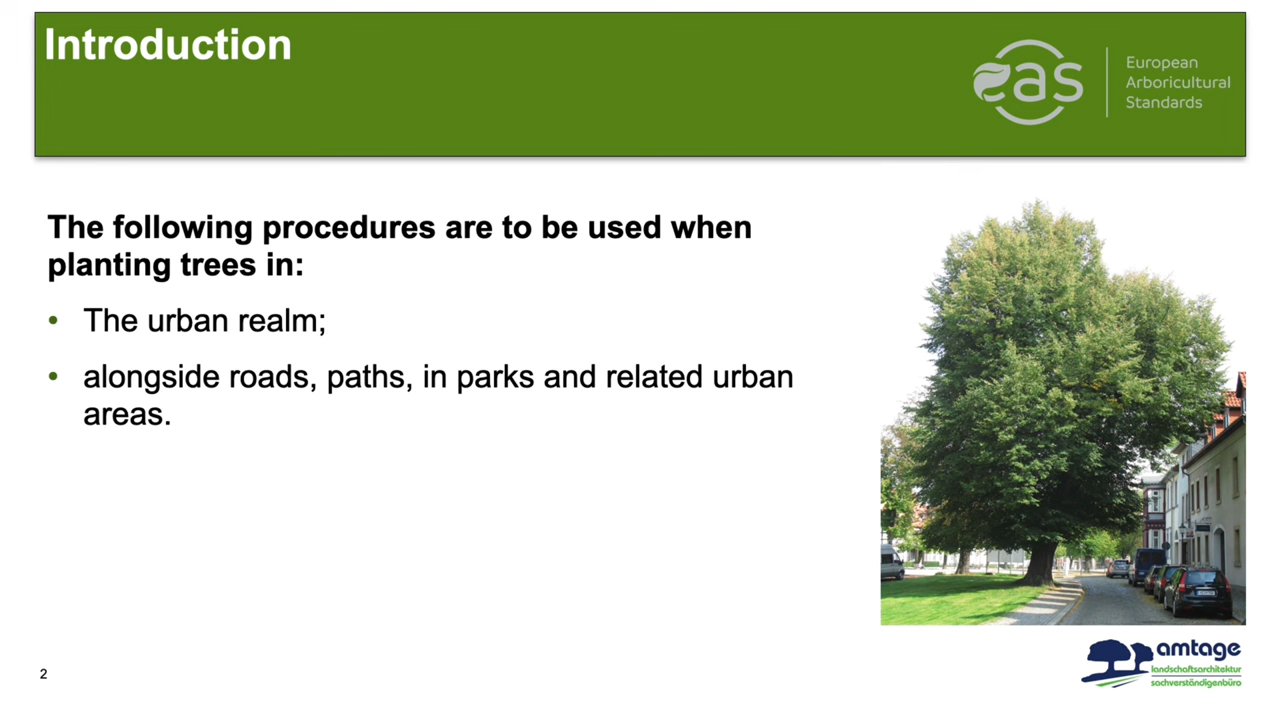 Introduction
eas
European
Arboricultural
Standards
The following procedures are to be used when
planting trees in:
• The urban realm;
• alongside roads, paths, in parks and related urban
areas.
2
amtage
landschaftsarchitektur
sachverständigenbüro